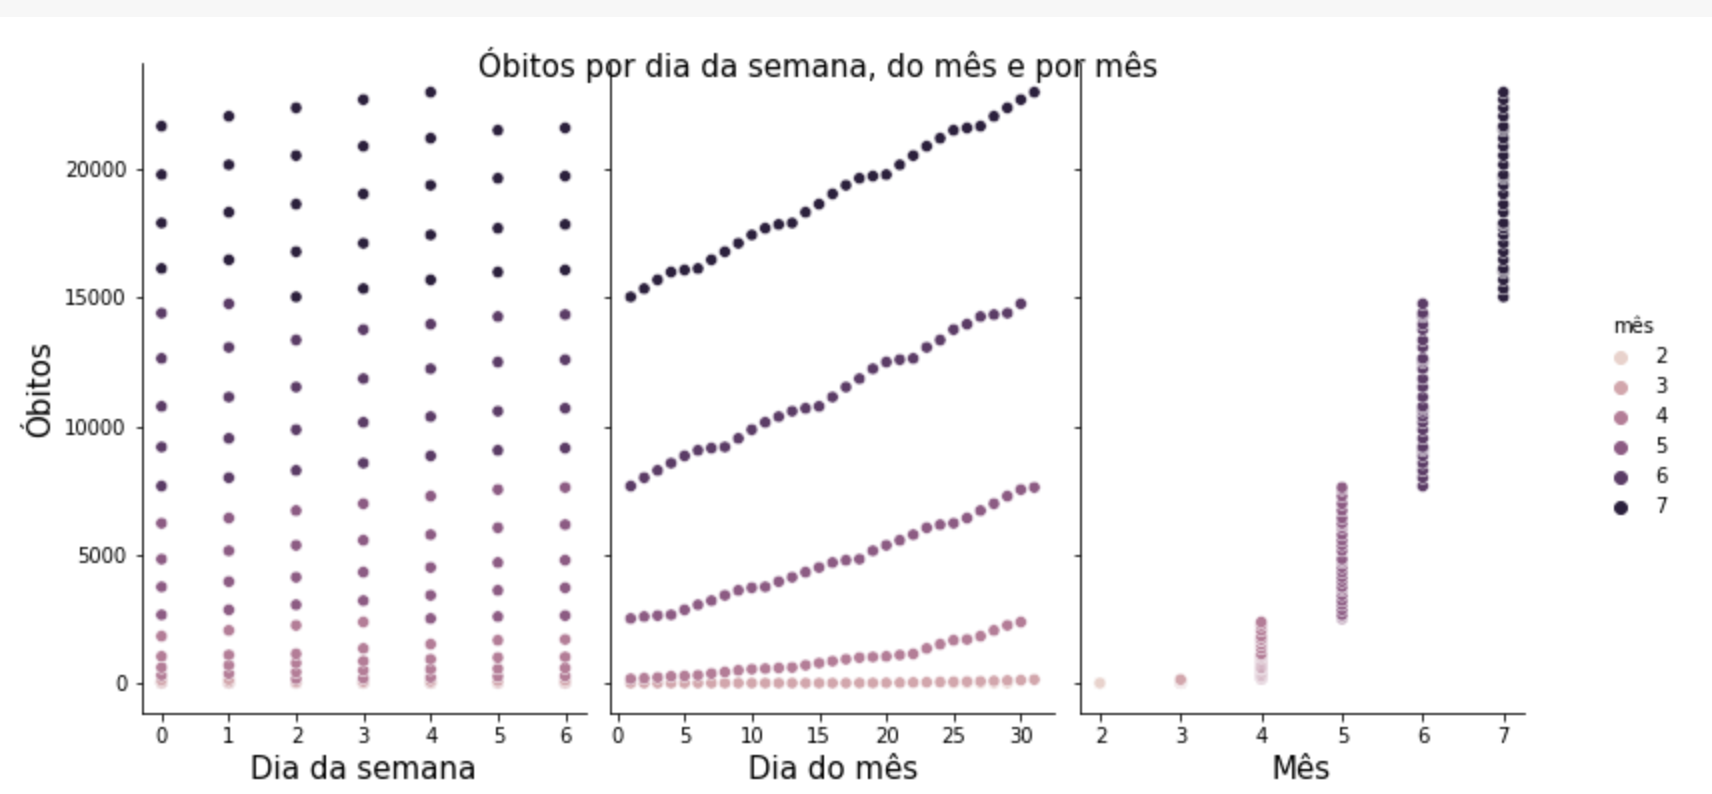 Óbitos por dia da semana, do mês e por mês
Óbitos
20000
15000
10000
5000
0
0 1 2 3 4 5 6
Dia da semana
0 5 10 15 20 25 30
Dia do mês
2 3 4 5 6 7
Mês
mês
2
3
4
5
6
7